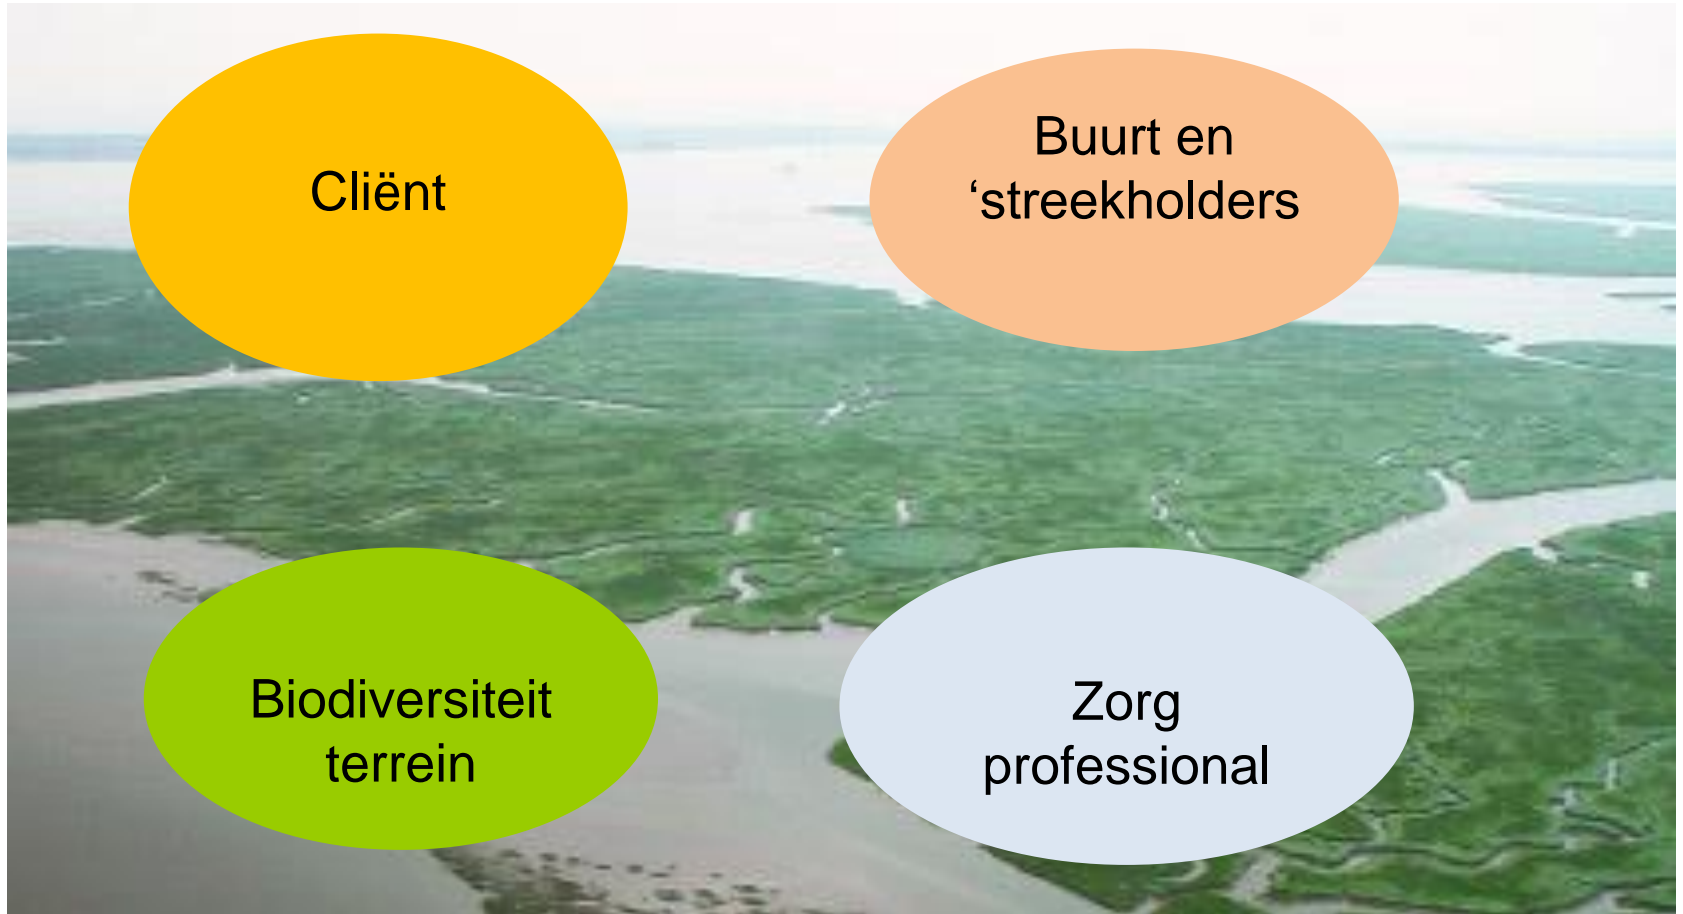 Cliënt
Buurt en
‘streekholders
Biodiversiteit
terrein
Zorg
professional